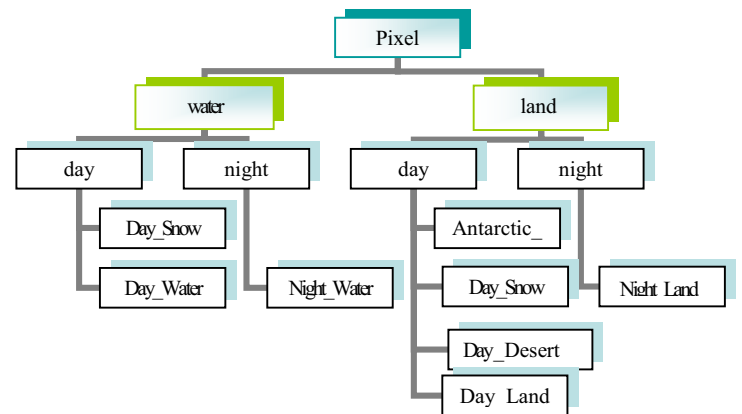 Pixel
water
land
day
night
day
night
Day_Snow
Antarctic_
Day_Water
Night_Water
Day_Snow
Night Land
Day_Desert
Day Land